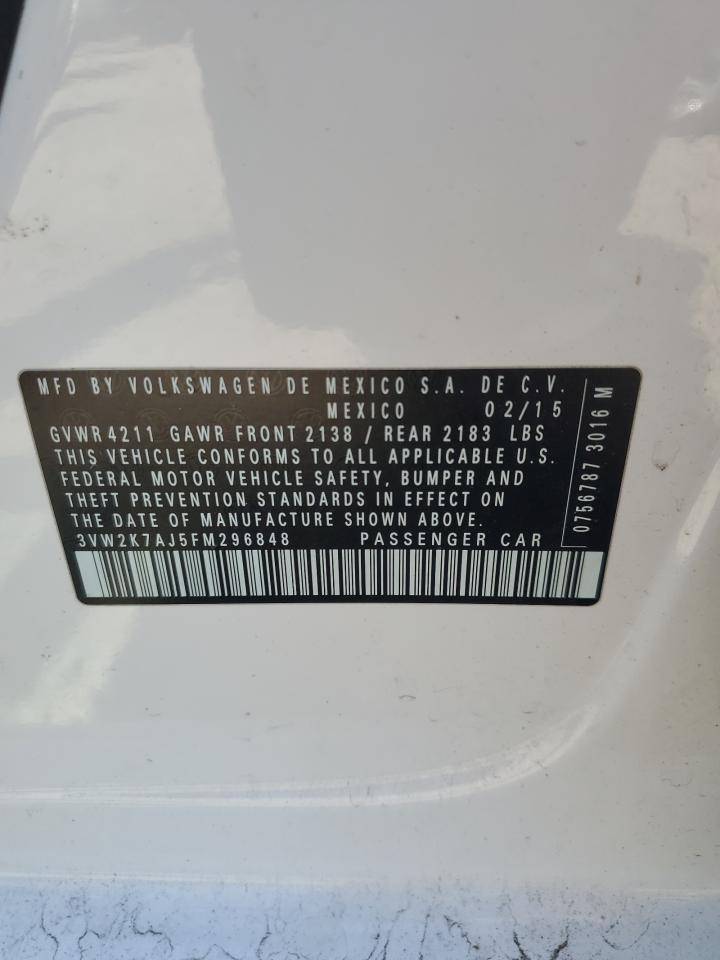 MFD BY VOLKSWAGEN DE MEXICO S.A. DE C.V.
MEXICO 02/15
GVWR 4211 GAWR FRONT 2138 / REAR 2183 LBS
THIS VEHICLE CONFORMS TO ALL APPLICABLE U.S.
FEDERAL MOTOR VEHICLE SAFETY, BUMPER AND
THEFT PREVENTION STANDARDS IN EFFECT ON
THE DATE OF MANUFACTURE SHOWN ABOVE.
3VW2K7AJ5FM296848 PASSENGER CAR
0756787 3016 M